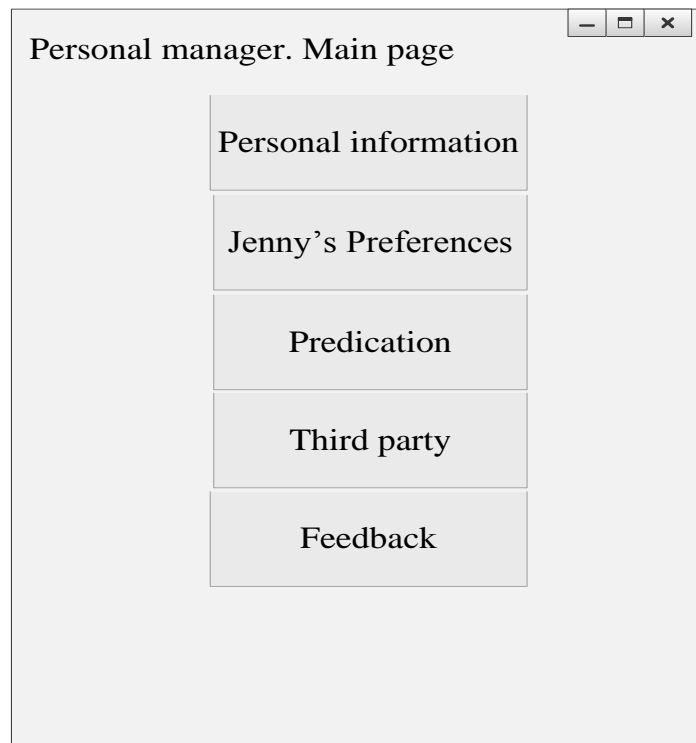 Personal manager. Main page
Personal information
Jenny’s Preferences
Predication
Third party
Feedback